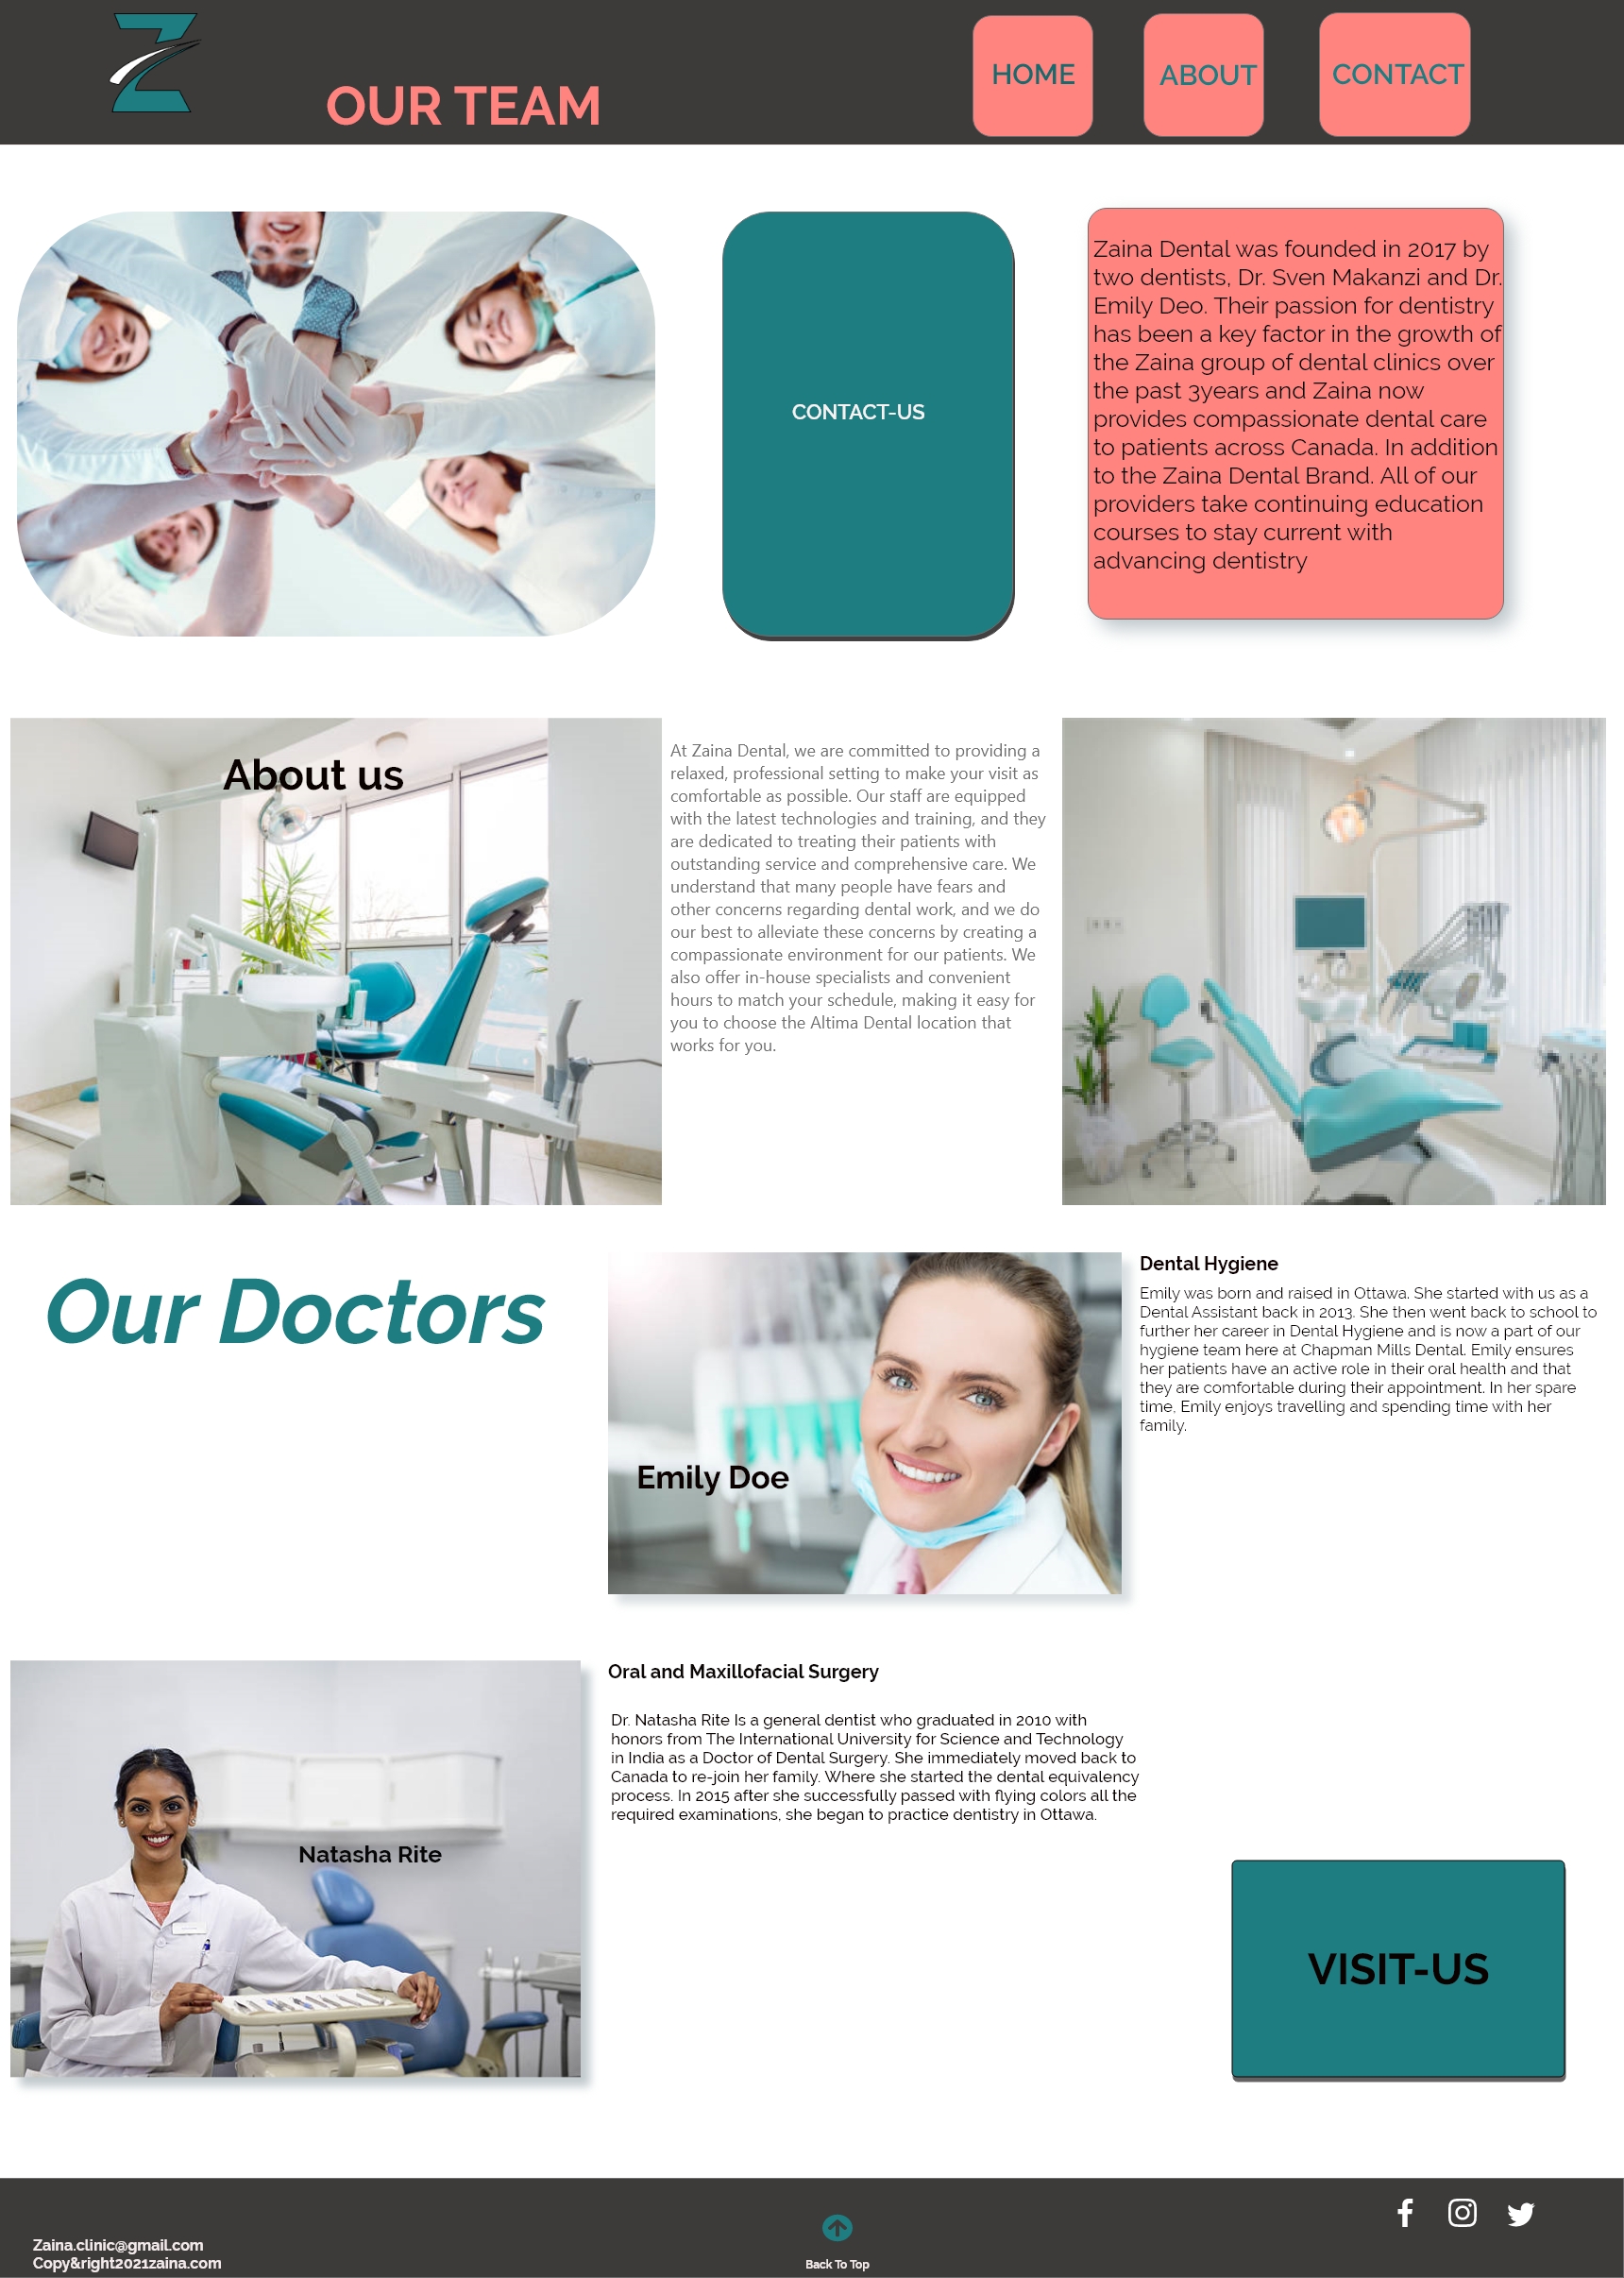 Z
OUR TEAM
HOME
ABOUT
CONTACT
CONTACT-US
Zaina Dental was founded in 2017 by
two dentists, Dr. Sven Makanzi and Dr.
Emily Deo. Their passion for dentistry
has been a key factor in the growth of
the Zaina group of dental clinics over
the past 3years and Zaina now
provides compassionate dental care
to patients across Canada. In addition
to the Zaina Dental Brand. All of our
providers take continuing education
courses to stay current with
advancing dentistry
About us
At Zaina Dental, we are committed to providing a
relaxed, professional setting to make your visit as
comfortable as possible. Our staff are equipped
with the latest technologies and training, and they
are dedicated to treating their patients with
outstanding service and comprehensive care. We
understand that many people have fears and
other concerns regarding dental work, and we do
our best to alleviate these concerns by creating a
compassionate environment for our patients. We
also offer in-house specialists and convenient
hours to match your schedule, making it easy for
you to choose the Altima Dental location that
works for you.
Our Doctors
Emily Doe
Dental Hygiene
Emily was born and raised in Ottawa. She started with us as a
Dental Assistant back in 2013. She then went back to school to
further her career in Dental Hygiene and is now a part of our
hygiene team here at Chapman Mills Dental. Emily ensures
her patients have an active role in their oral health and that
they are comfortable during their appointment. In her spare
time, Emily enjoys travelling and spending time with her
family.
Natasha Rite
Oral and Maxillofacial Surgery
Dr. Natasha Rite Is a general dentist who graduated in 2010 with
honors from The International University for Science and Technology
in India as a Doctor of Dental Surgery. She immediately moved back to
Canada to re-join her family. Where she started the dental equivalency
process. In 2015 after she successfully passed with flying colors all the
required examinations, she began to practice dentistry in Ottawa.
VISIT-US
Zaina.clinic@gmail.com
Copy&right2021zaina.com
Back To Top